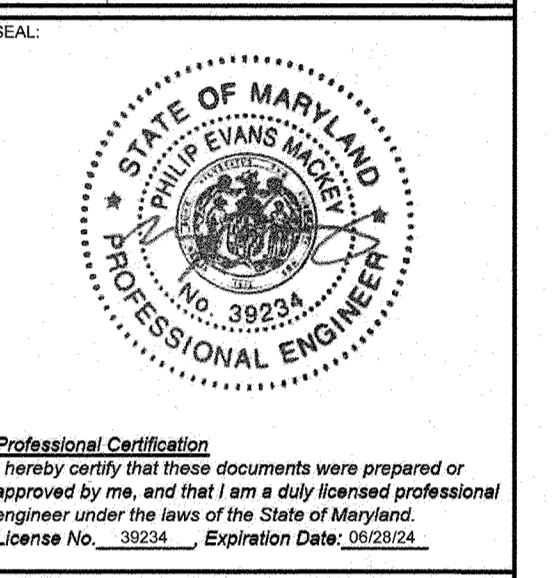 SEAL:
STATE OF MARYLAND
PHILIP EVANS MACKEY
No. 39234
PROFESSIONAL ENGINEER
Professional Certification
hereby certify that these documents were prepared or
approved by me, and that I am a duly licensed professional
engineer under the laws of the State of Maryland.
License No. 39234, Expiration Date: 06/28/24